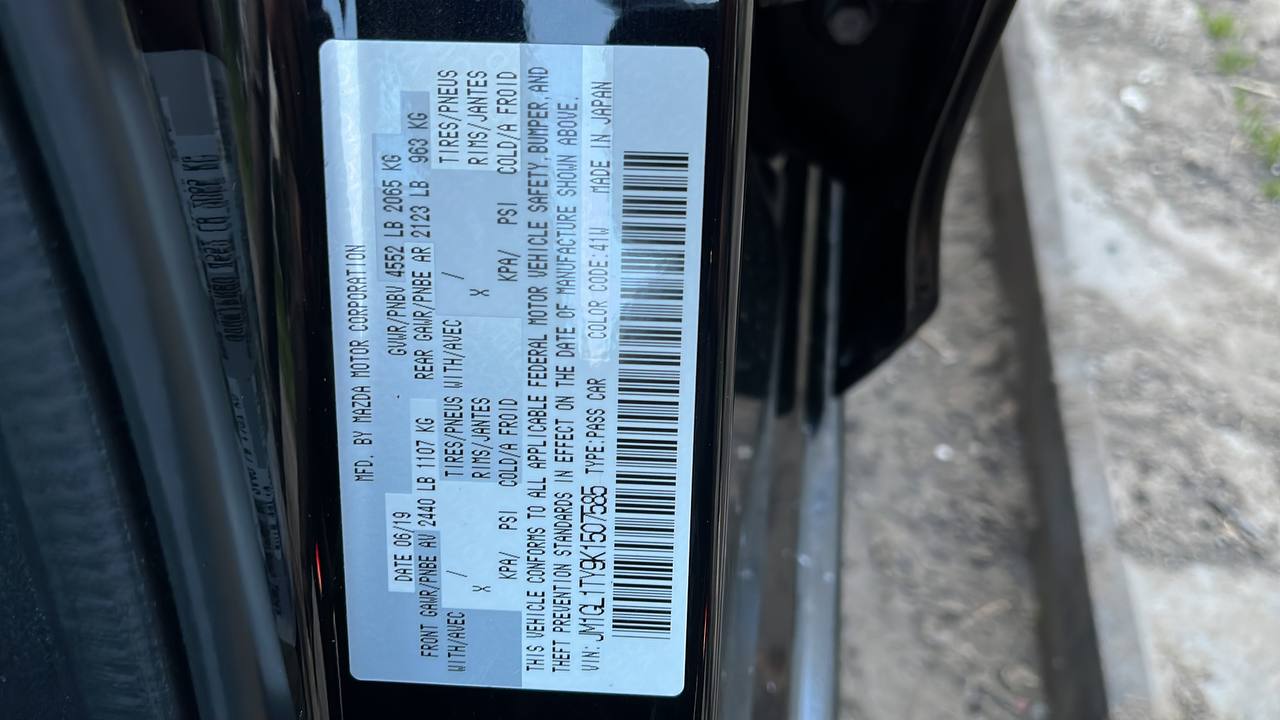 MFD. BY MAZDA MOTOR CORPORATION
DATE 06/19 GVWR/PNBV 4552 LB 2065 KG
FRONT GAWR/PNBE AV 2440 LB 1107 KG REAR GAWR/PNBE AR 2123 LB 963 KG
WITH/AVEC / TIRES/PNEUS WITH/AVEC / TIRES/PNEUS
X RIMS/JANTES X RIMS/JANTES
KPA/ PSI COLD/A FROID KPA/ PSI COLD/A FROID
THIS VEHICLE CONFORMS TO ALL APPLICABLE FEDERAL MOTOR VEHICLE SAFETY, BUMPER, AND
THEFT PREVENTION STANDARDS IN EFFECT ON THE DATE OF MANUFACTURE SHOWN ABOVE.
VIN: JM1GL1TY9K1507585 TYPE:PASS CAR COLOR CODE:41W MADE IN JAPAN